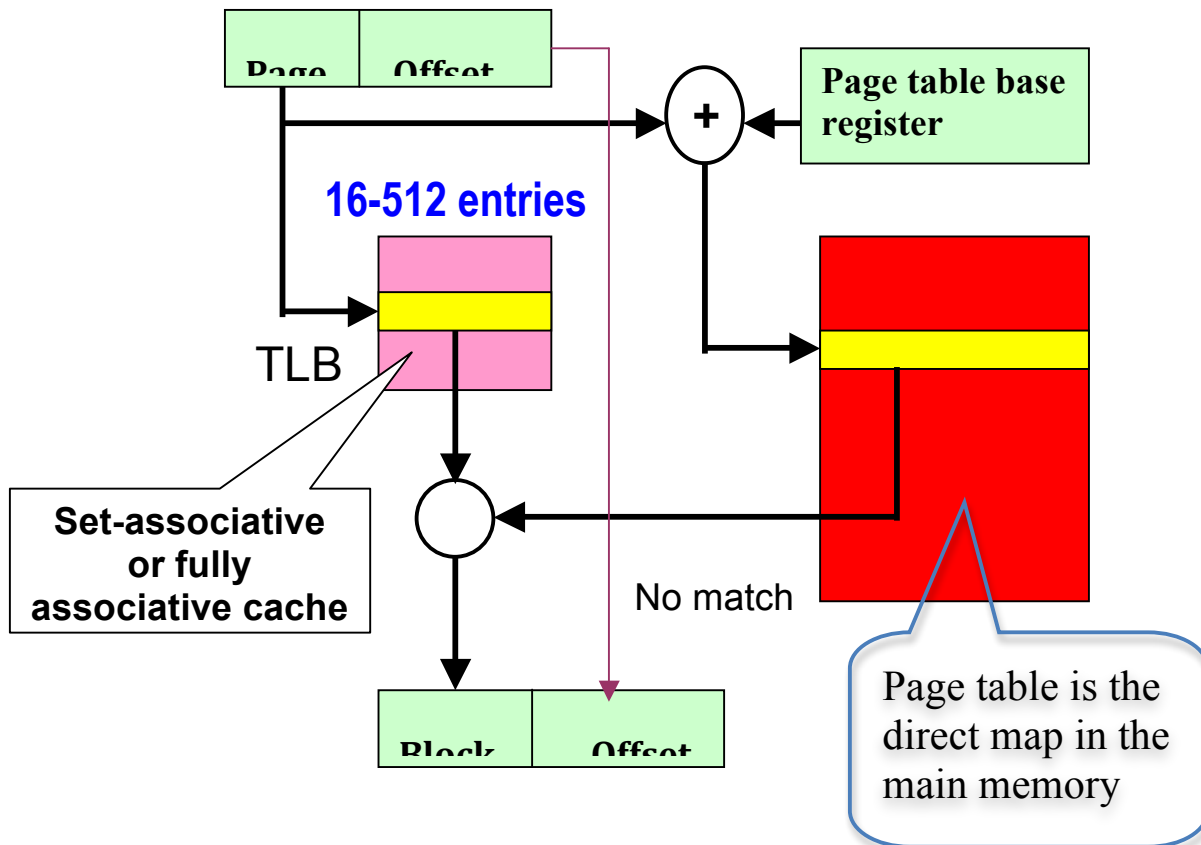 Page Offset
Page table base
register
+
16-512 entries
TLB
Set-associative
or fully
associative cache
No match
Block Offset
Page table is the
direct map in the
main memory